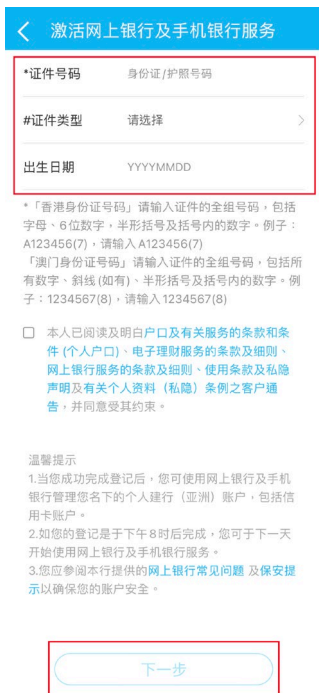 激活网上银行及手机银行服务
*证件号码 身份证/护照号码
#证件类型 请选择
出生日期 YYYYMMDD
*「香港身份证号码」请输入证件的全组号码，包括
字母、6位数字，半形括号及括号内的数字。例子：
A123456(7)，请输入A123456(7)
「澳门身份证号码」请输入证件的全组号码，包括所
有数字、斜线(如有)、半形括号及括号内的数字。例
子：1234567(8)，请输入1234567(8)
本人已阅读及明白户口及有关服务的条款和条
件 (个人户口)、电子理财服务的条款及细则、
网上银行服务的条款及细则、使用条款及私隐
声明及有关个人资料（私隐）条例之客户通
告，并同意受其约束。
温馨提示
1.当您成功完成登记后，您可使用网上银行及手机
银行管理您名下的个人建行（亚洲）账户，包括信
用卡账户。
2.如您的登记是于下午8时后完成，您可于下一天
开始使用网上银行及手机银行服务。
3.您应参阅本行提供的网上银行常见问题 及保安提
示以确保您的账户安全。
下一步